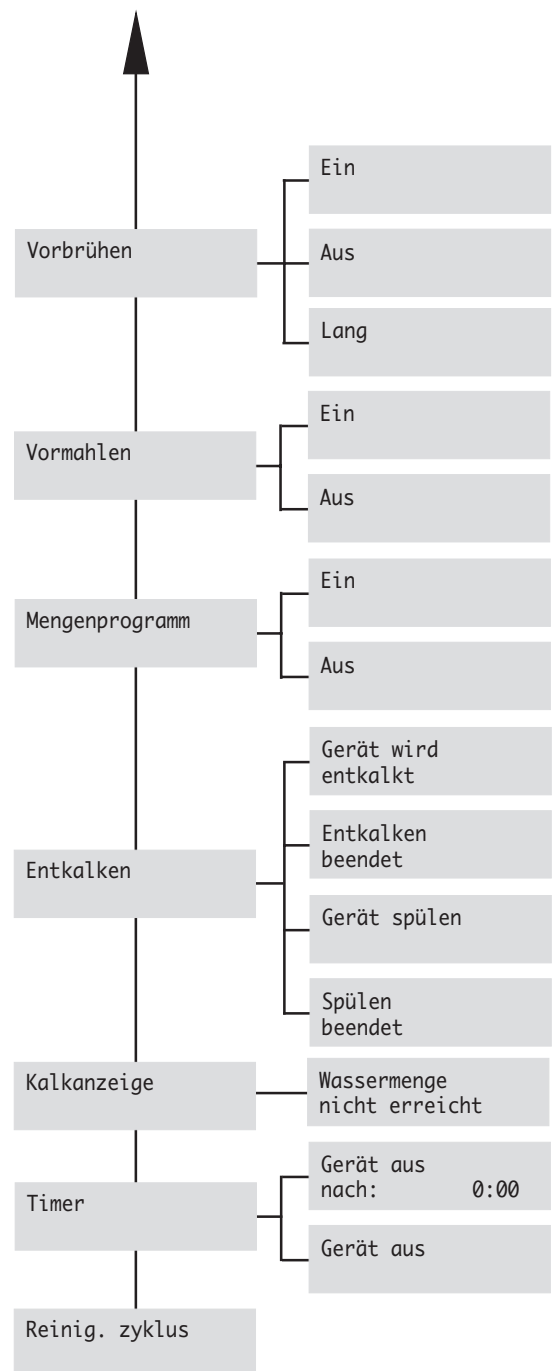 Vorbrühen
Ein
Aus
Lang
Vormahlen
Ein
Aus
Mengenprogramm
Ein
Aus
Entkalken
Gerät wird
entkalkt
Entkalken
beendet
Gerät spülen
Spülen
beendet
Kalkanzeige
Wassermenge
nicht erreicht
Timer
Gerät aus
nach: 0:00
Gerät aus
Reinig. zyklus